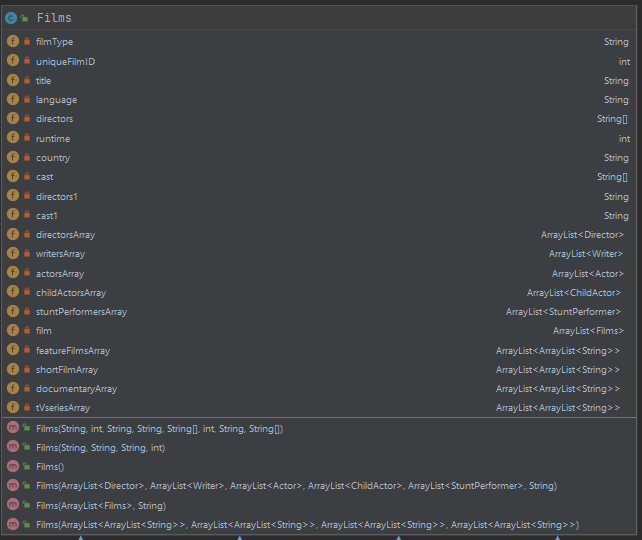 Films
filmType String
uniqueFilmID int
title String
language String
directors String[]
runtime int
country String
cast String[]
directors1 String
cast1 String
directorsArray ArrayList<Director>
writersArray ArrayList<Writer>
actorsArray ArrayList<Actor>
childActorsArray ArrayList<ChildActor>
stuntPerformersArray ArrayList<StuntPerformer>
film ArrayList<Films>
featureFilmsArray ArrayList<ArrayList<String>>
shortFilmArray ArrayList<ArrayList<String>>
documentaryArray ArrayList<ArrayList<String>>
tVseriesArray ArrayList<ArrayList<String>>
Films(String, int, String, String, String[], int, String, String[])
Films(String, String, String, int)
Films()
Films(ArrayList<Director>, ArrayList<Writer>, ArrayList<Actor>, ArrayList<ChildActor>, ArrayList<StuntPerformer>, String)
Films(ArrayList<Films>, String)
Films(ArrayList<ArrayList<String>>, ArrayList<ArrayList<String>>, ArrayList<ArrayList<String>>, ArrayList<ArrayList<String>>)